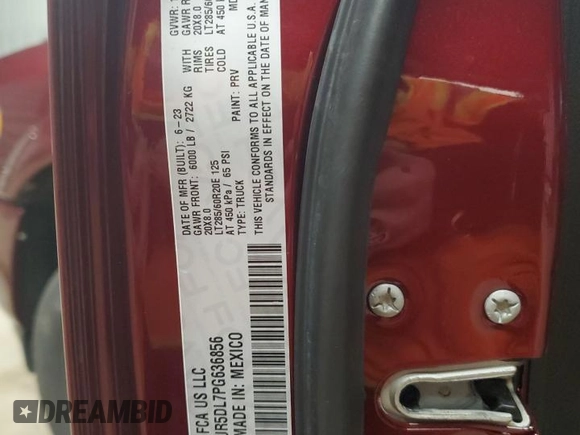 FCA US LLC
DATE OF MFR (BUILT): 6-23
GAWR FRONT: 6000 LB / 2722 KG
20X8.0
LT285/60R20E 125
AT 450 kPa / 65 PSI
TYPE: TRUCK
PAINT: PRV
GVWR:
GAWR R
WITH
20X8.0 RIMS
LT285/60 TIRES
AT 450 COLD
THIS VEHICLE CONFORMS TO ALL APPLICABLE U.S.A.
STANDARDS IN EFFECT ON THE DATE OF MAN
UR5DL7PG636856
MADE IN: MEXICO
DREAMBID